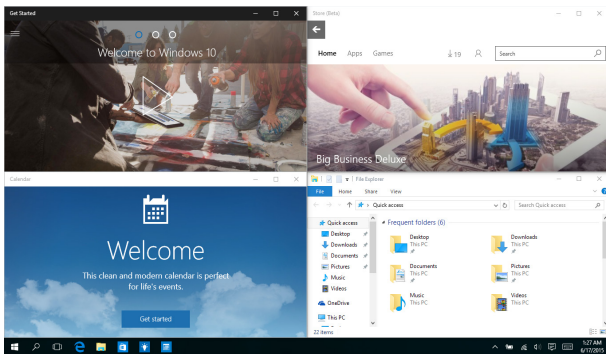 Get Started
Welcome to Windows 10
Store (Beta)
Home Apps Games 19 Search
Big Business Deluxe
Calendar
Welcome
This clean and modern calendar is perfect
for life's events.
Get started
File Explorer
File Home Share View
Quick access Search Quick access
Quick access
Desktop
Downloads
Documents
Pictures
Music
Videos
OneDrive
This PC
Frequent folders (6)
Desktop
This PC
Downloads
This PC
Documents
This PC
Pictures
This PC
Music
This PC
Videos
This PC
22 items
1:27 AM
6/17/2015